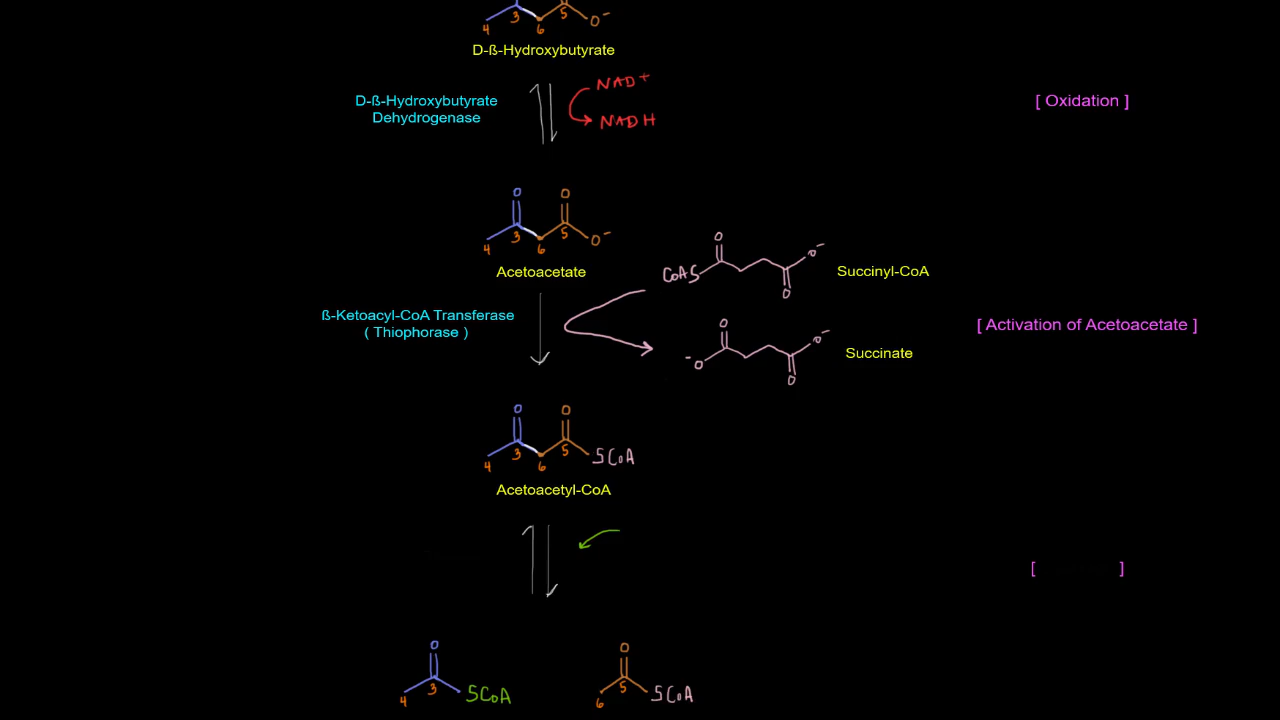 O
4 3 6 5 O-
D-ß-Hydroxybutyrate
D-ß-Hydroxybutyrate
Dehydrogenase
NAD+
NADH
[ Oxidation ]
O O
4 3 6 5 O-
Acetoacetate
O
CoAS O-
O
Succinyl-CoA
ß-Ketoacyl-CoA Transferase
( Thiophorase )
O
-O O-
O
Succinate
[ Activation of Acetoacetate ]
O O
4 3 6 5 SCoA
Acetoacetyl-CoA
[ ]
O O
4 3 SCoA 6 5 SCoA